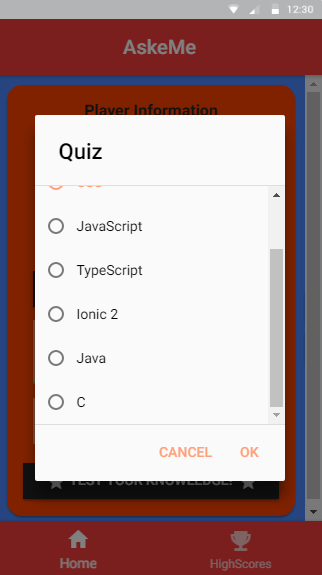 12:30
AskeMe
Player Information
Quiz
JavaScript
TypeScript
Ionic 2
Java
C
CANCEL OK
TEST YOUR KNOWLEDGE!
Home HighScores